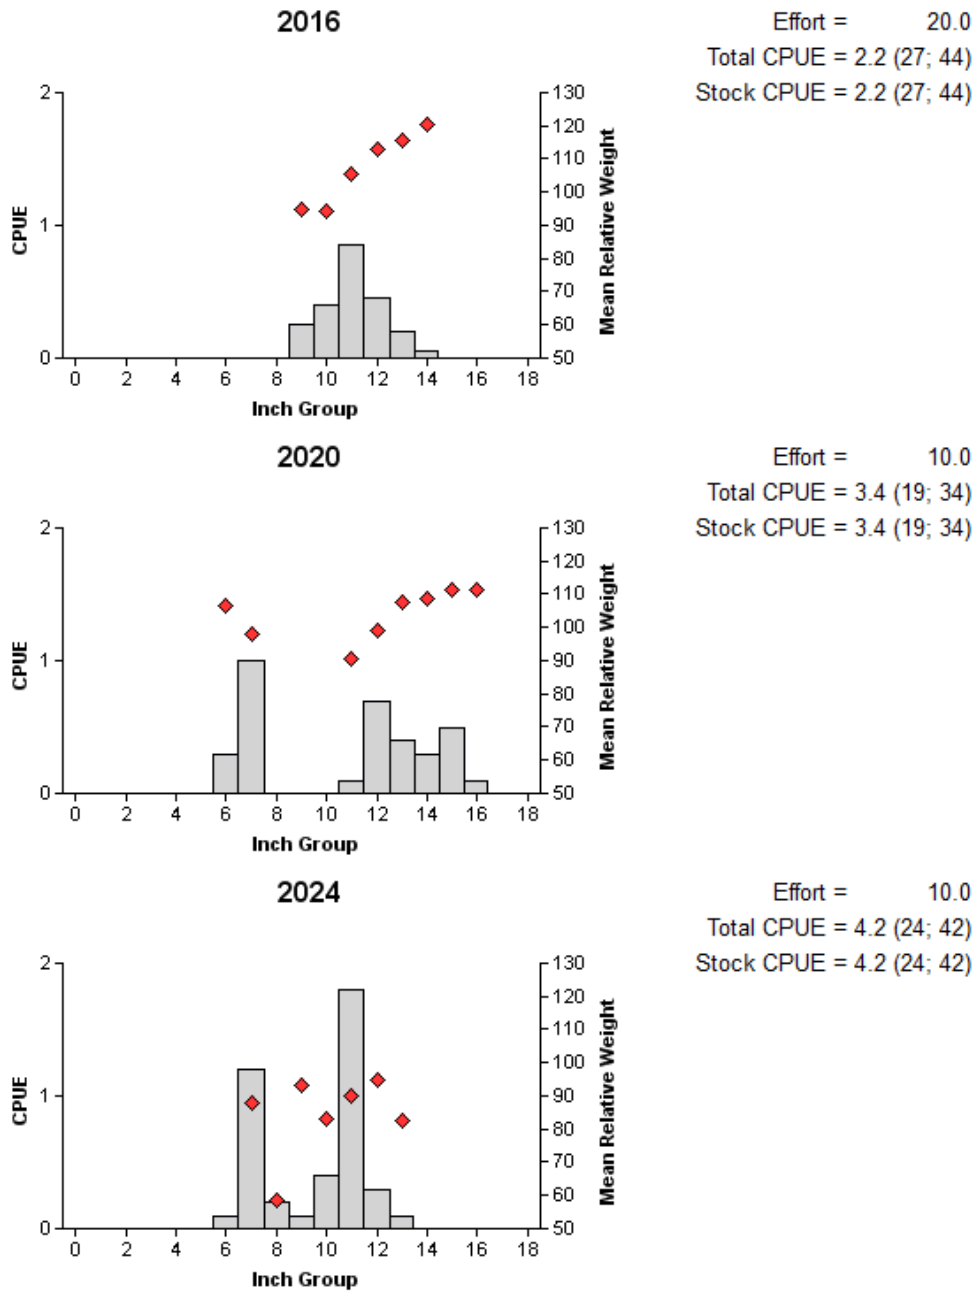 2016
Effort = 20.0
Total CPUE = 2.2 (27; 44)
Stock CPUE = 2.2 (27; 44)
2
1
0
CPUE
130
120
110
100
90
80
70
60
50
Mean Relative Weight
0 2 4 6 8 10 12 14 16 18
Inch Group
2020
Effort = 10.0
Total CPUE = 3.4 (19; 34)
Stock CPUE = 3.4 (19; 34)
2
1
0
CPUE
130
120
110
100
90
80
70
60
50
Mean Relative Weight
0 2 4 6 8 10 12 14 16 18
Inch Group
2024
Effort = 10.0
Total CPUE = 4.2 (24; 42)
Stock CPUE = 4.2 (24; 42)
2
1
0
CPUE
130
120
110
100
90
80
70
60
50
Mean Relative Weight
0 2 4 6 8 10 12 14 16 18
Inch Group